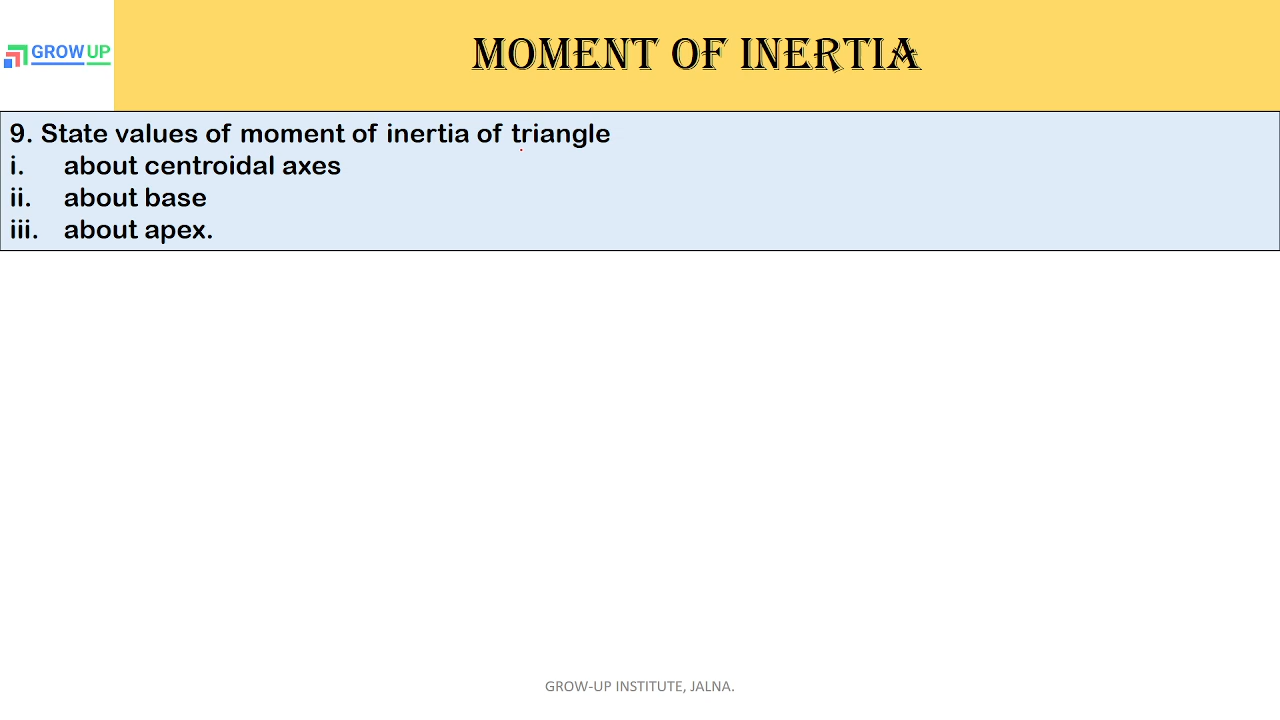 GROW UP
MOMENT OF INERTIA
9. State values of moment of inertia of triangle
i. about centroidal axes
ii. about base
iii. about apex.
GROW-UP INSTITUTE, JALNA.